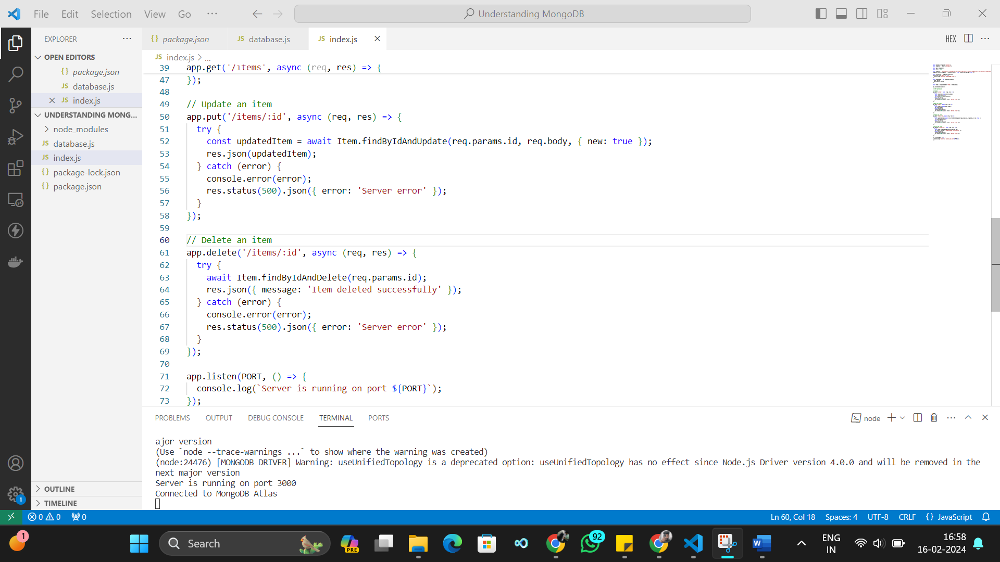 File Edit Selection View Go ... Understanding MongoDB
EXPLORER ...
OPEN EDITORS
{} package.json
JS database.js
JS index.js
UNDERSTANDING MONG...
node_modules
JS database.js
JS index.js
{} package-lock.json
{} package.json
OUTLINE
TIMELINE
{} package.json JS database.js JS index.js HEX ...
JS index.js > ...
39 app.get('/items', async (req, res) => {
47 });
48
49 // Update an item
50 app.put('/items/:id', async (req, res) => {
51 try {
52 const updatedItem = await Item.findByIdAndUpdate(req.params.id, req.body, { new: true });
53 res.json(updatedItem);
54 } catch (error) {
55 console.error(error);
56 res.status(500).json({ error: 'Server error' });
57 }
58 });
59
60 // Delete an item
61 app.delete('/items/:id', async (req, res) => {
62 try {
63 await Item.findByIdAndDelete(req.params.id);
64 res.json({ message: 'Item deleted successfully' });
65 } catch (error) {
66 console.error(error);
67 res.status(500).json({ error: 'Server error' });
68 }
69 });
70
71 app.listen(PORT, () => {
72 console.log(`Server is running on port ${PORT}`);
73 });
PROBLEMS OUTPUT DEBUG CONSOLE TERMINAL PORTS node ...
ajor version
(Use `node --trace-warnings ...` to show where the warning was created)
(node:24476) [MONGODB DRIVER] Warning: useUnifiedTopology is a deprecated option: useUnifiedTopology has no effect since Node.js Driver version 4.0.0 and will be removed in the
next major version
Server is running on port 3000
Connected to MongoDB Atlas
1
0 0 0 Ln 60, Col 18 Spaces: 4 UTF-8 CRLF {} JavaScript
1 Search PRE 92 W ENG
IN 16:58
16-02-2024